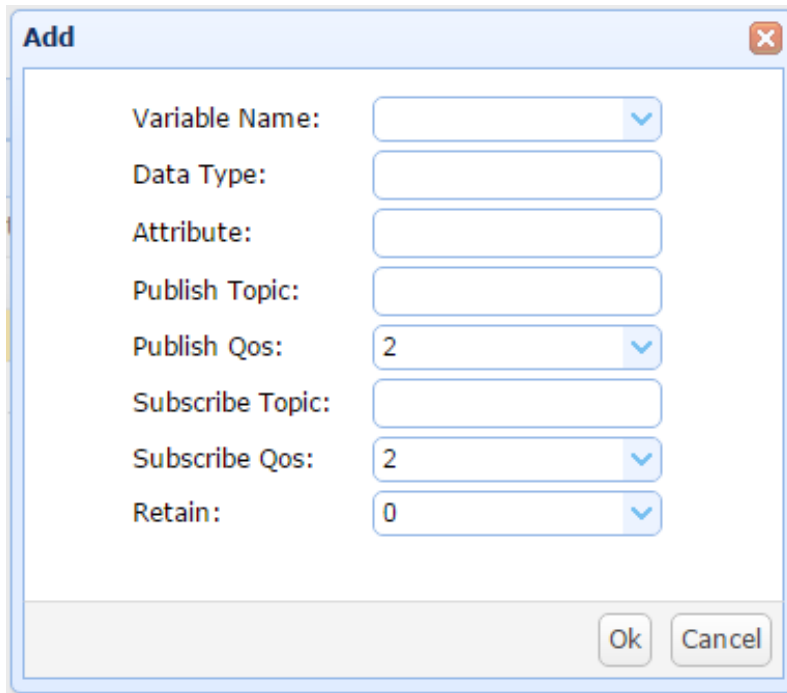 Add
Variable Name:
Data Type:
Attribute:
Publish Topic:
Publish Qos: 2
Subscribe Topic:
Subscribe Qos: 2
Retain: 0
Ok Cancel